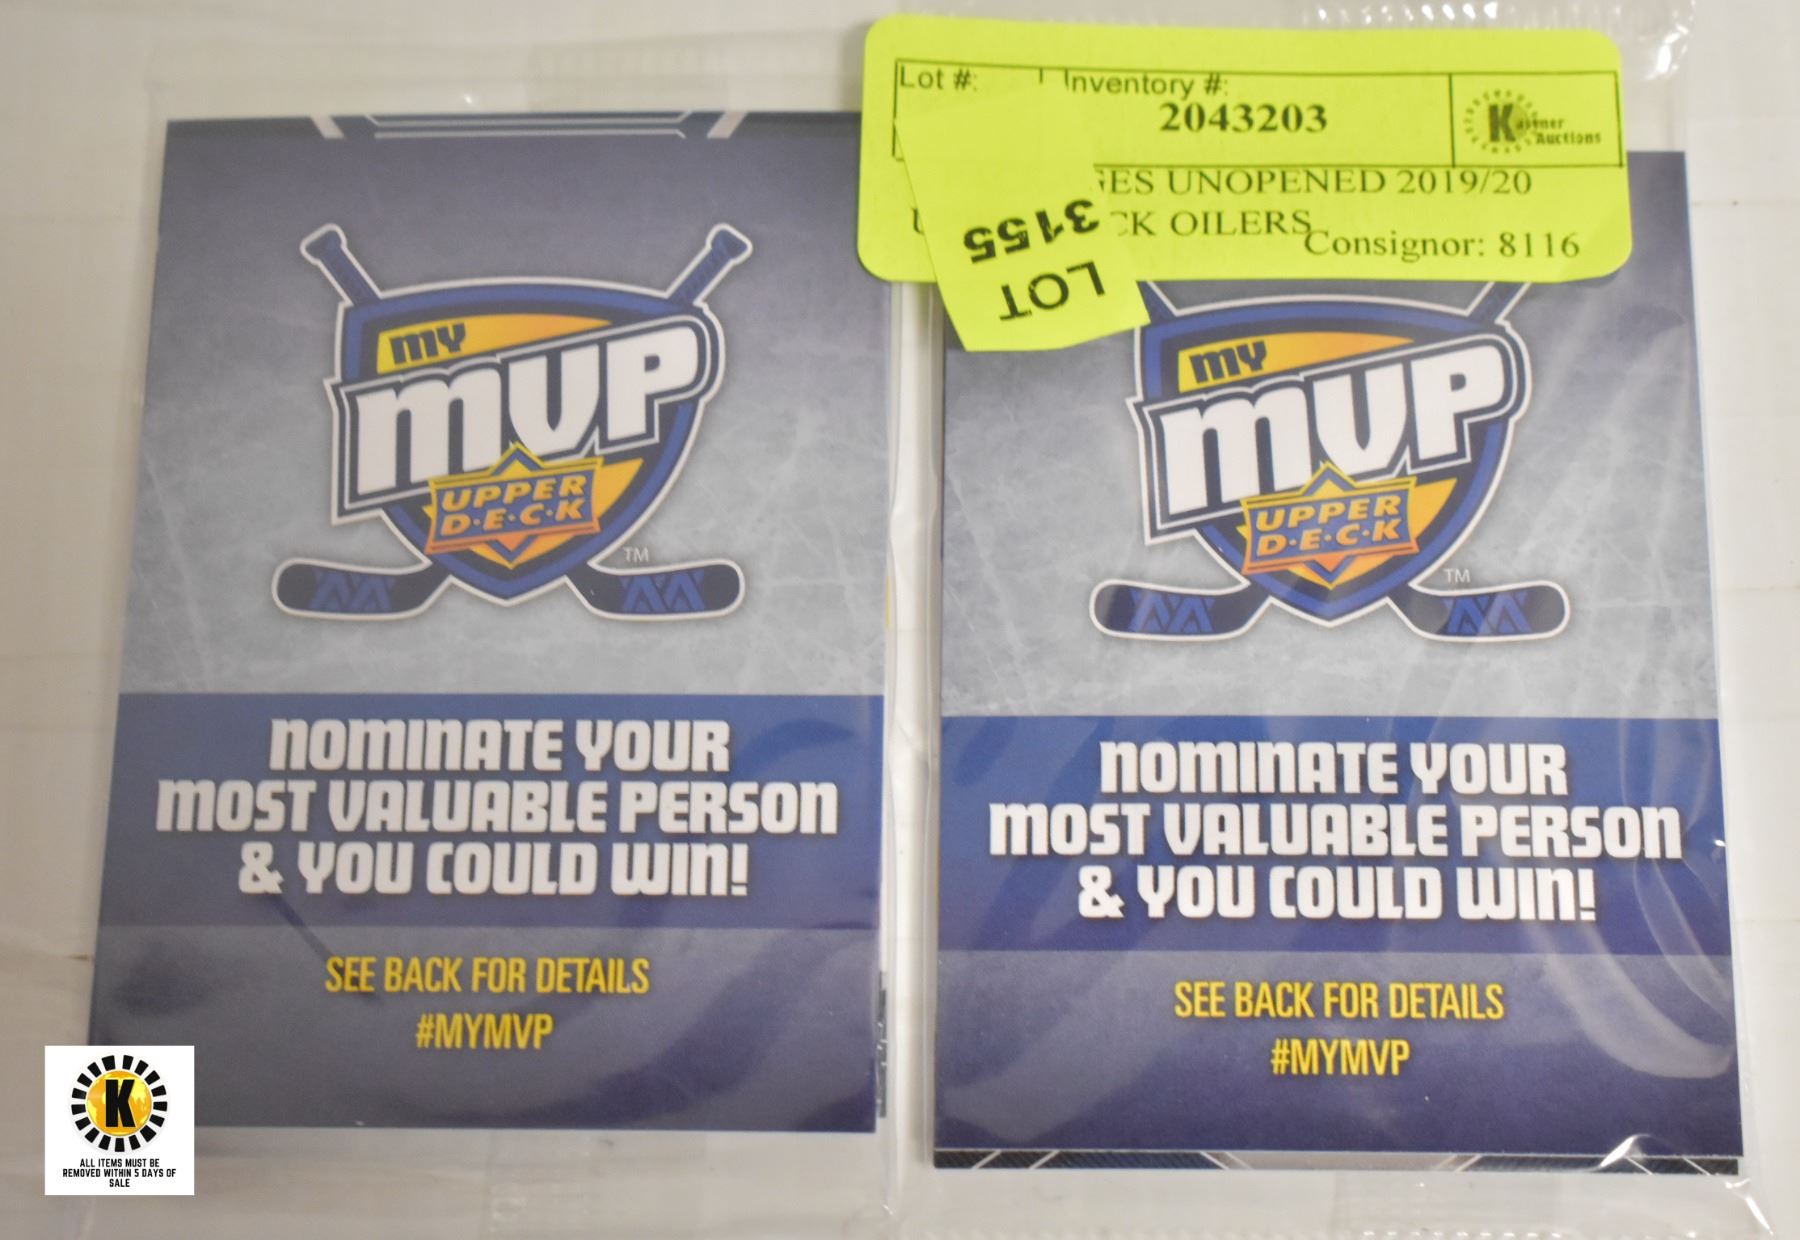 Lot #: Inventory #:
2043203
Kastner
Auctions
GES UNOPENED 2019/20
CK OILERS
Consignor: 8116
LOT
3155
MY
MVP
UPPER
D·E·C·K
TM
NOMINATE YOUR
MOST VALUABLE PERSON
& YOU COULD WIN!
SEE BACK FOR DETAILS
#MYMVP
MY
MVP
UPPER
D·E·C·K
TM
NOMINATE YOUR
MOST VALUABLE PERSON
& YOU COULD WIN!
SEE BACK FOR DETAILS
#MYMVP
K
ALL ITEMS MUST BE
REMOVED WITHIN 5 DAYS OF
SALE